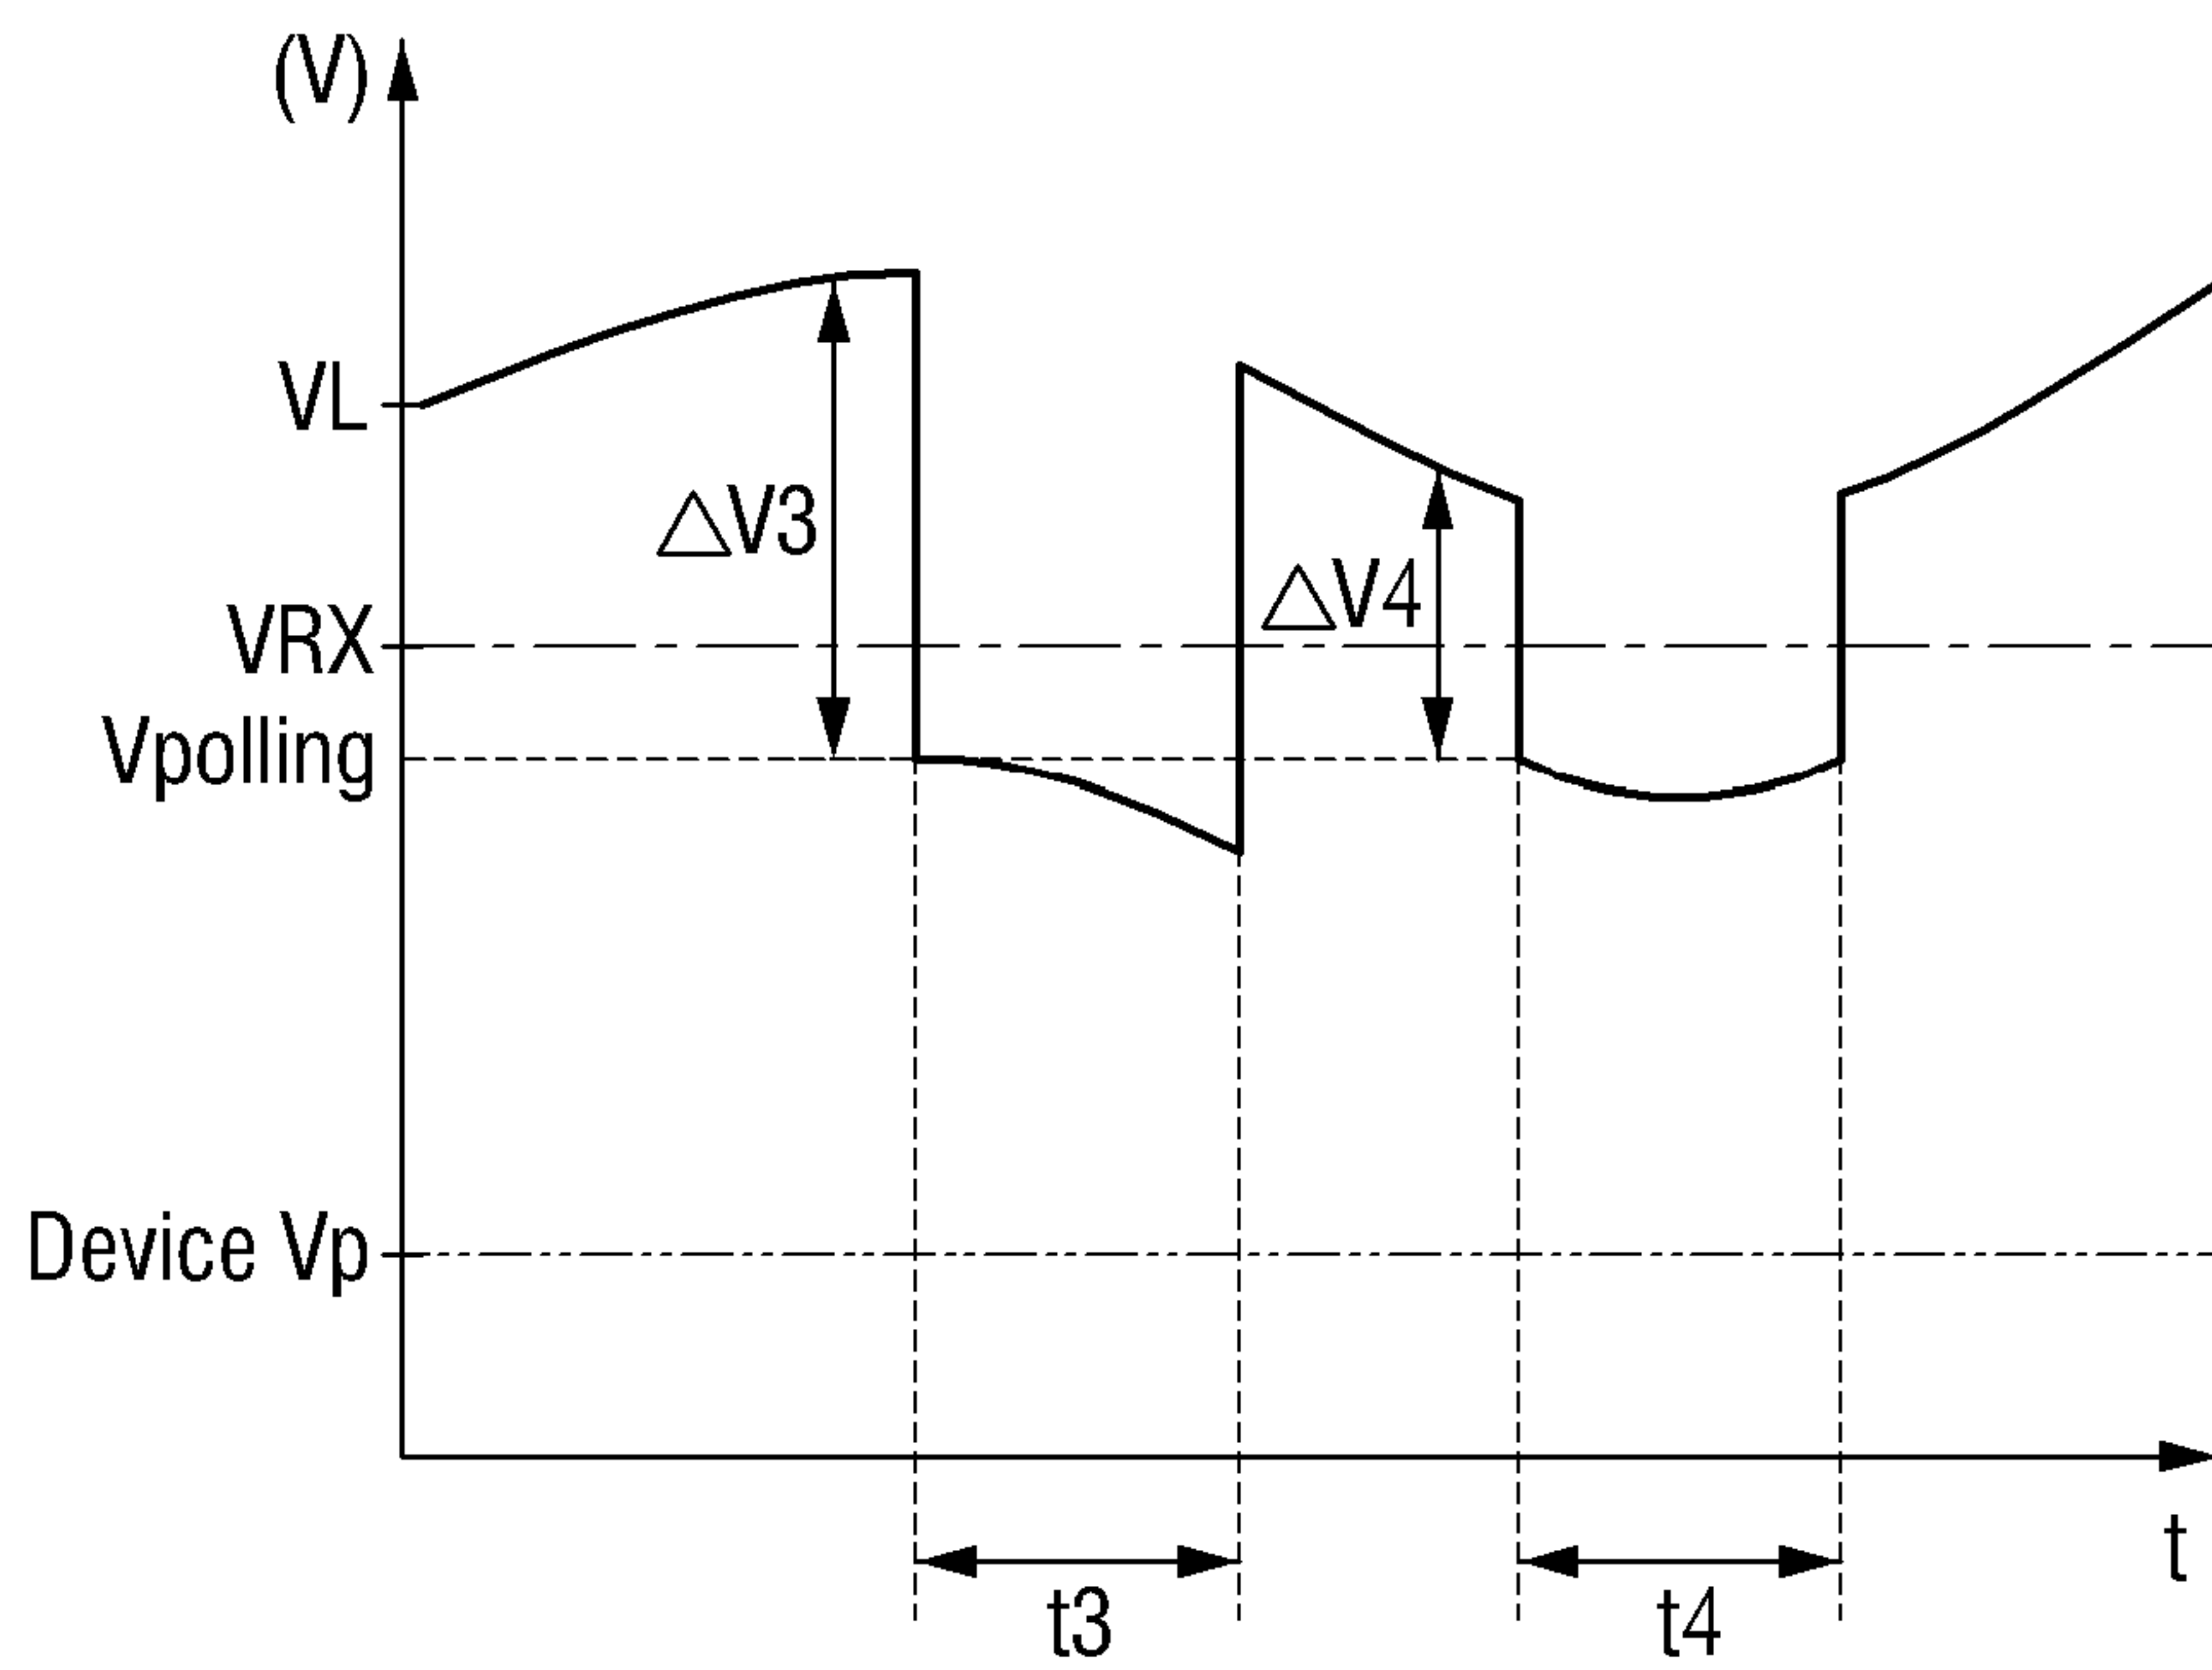 (V)
VL
△V3
△V4
VRX
Vpolling
Device Vp
t
t3
t4